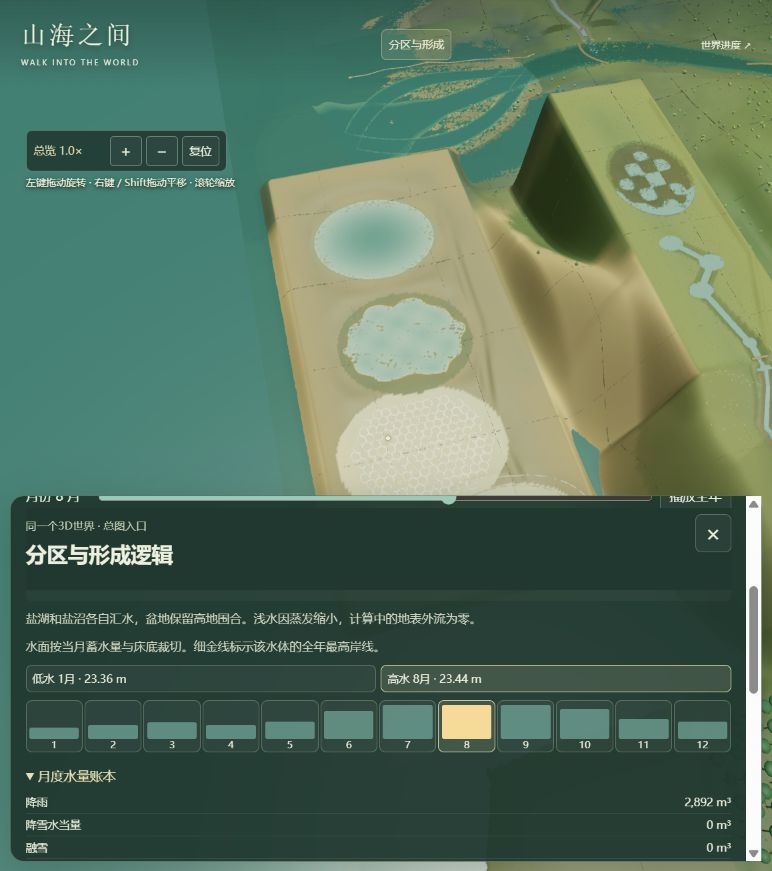 山海之间
WALK INTO THE WORLD
分区与形成
世界进度 ↗
总览 1.0×
+
−
复位
左键拖动旋转 · 右键 / Shift拖动平移 · 滚轮缩放
月份 8 月
播放全年
同一个3D世界 · 总图入口
分区与形成逻辑
✕
盐湖和盐沼各自汇水，盆地保留高地围合。浅水因蒸发缩小，计算中的地表外流为零。
水面按当月蓄水量与床底裁切。细金线标示该水体的全年最高岸线。
低水 1月 · 23.36 m
高水 8月 · 23.44 m
1 2 3 4 5 6 7 8 9 10 11 12
▼ 月度水量账本
降雨 2,892 m³
降雪水当量 0 m³
融雪 0 m³